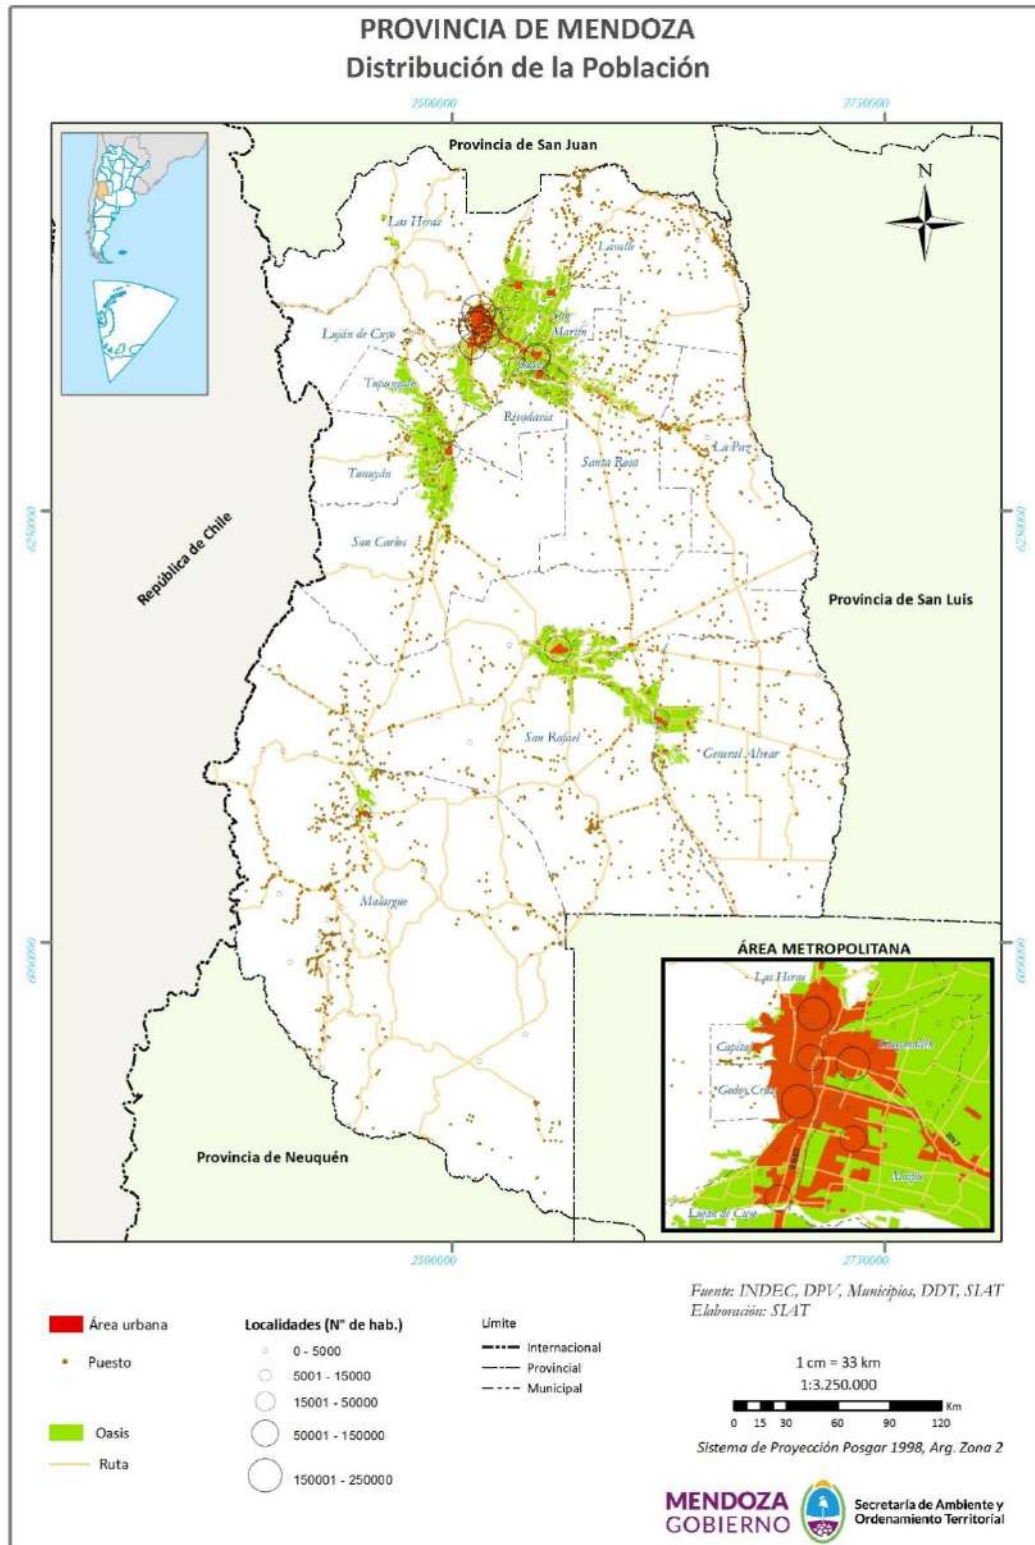 PROVINCIA DE MENDOZA
Distribución de la Población
2500000
2750000
Provincia de San Juan
N
Las Heras
Lavalle
San
Martín
Luján de Cuyo
Junín
Tupungato
Rivadavia
La Paz
Santa Rosa
Tunuyán
San Carlos
6250000
6250000
República de Chile
Provincia de San Luis
San Rafael
General Alvear
Malargüe
6000000
6000000
ÁREA METROPOLITANA
Las Heras
Capital
Guaymallén
Godoy Cruz
RN7
Maipú
Luján de Cuyo
Provincia de Neuquén
2500000
2750000
Fuente: INDEC, DPV, Municipios, DDT, SIAT
Elaboración: SIAT
Área urbana
Puesto
Oasis
Ruta
Localidades (N° de hab.)
0 - 5000
5001 - 15000
15001 - 50000
50001 - 150000
150001 - 250000
Límite
Internacional
Provincial
Municipal
1 cm = 33 km
1:3.250.000
Km
0 15 30 60 90 120
Sistema de Proyección Posgar 1998, Arg. Zona 2
MENDOZA
GOBIERNO
Secretaría de Ambiente y
Ordenamiento Territorial